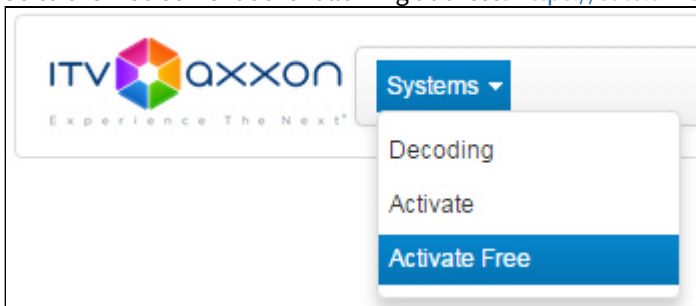 ITV axxon
Experience The Next®
Systems
Decoding
Activate
Activate Free